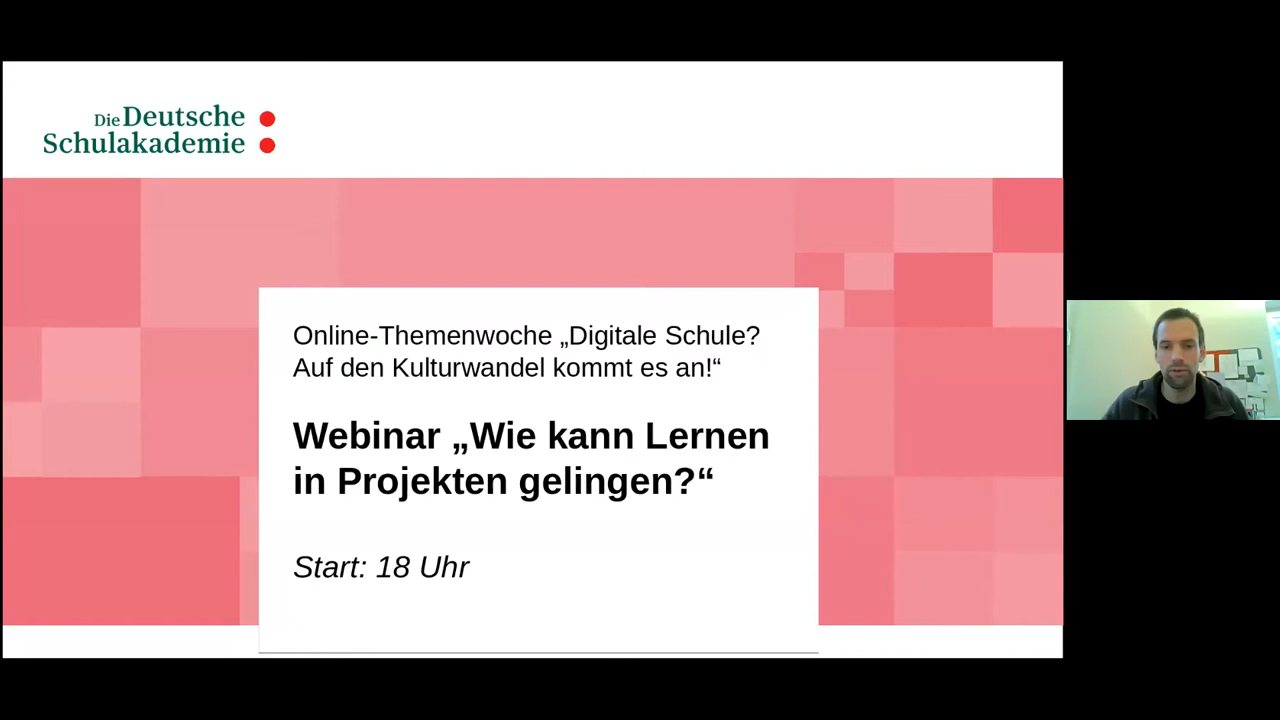 Die Deutsche
Schulakademie
Online-Themenwoche „Digitale Schule?
Auf den Kulturwandel kommt es an!“
Webinar „Wie kann Lernen
in Projekten gelingen?“
Start: 18 Uhr